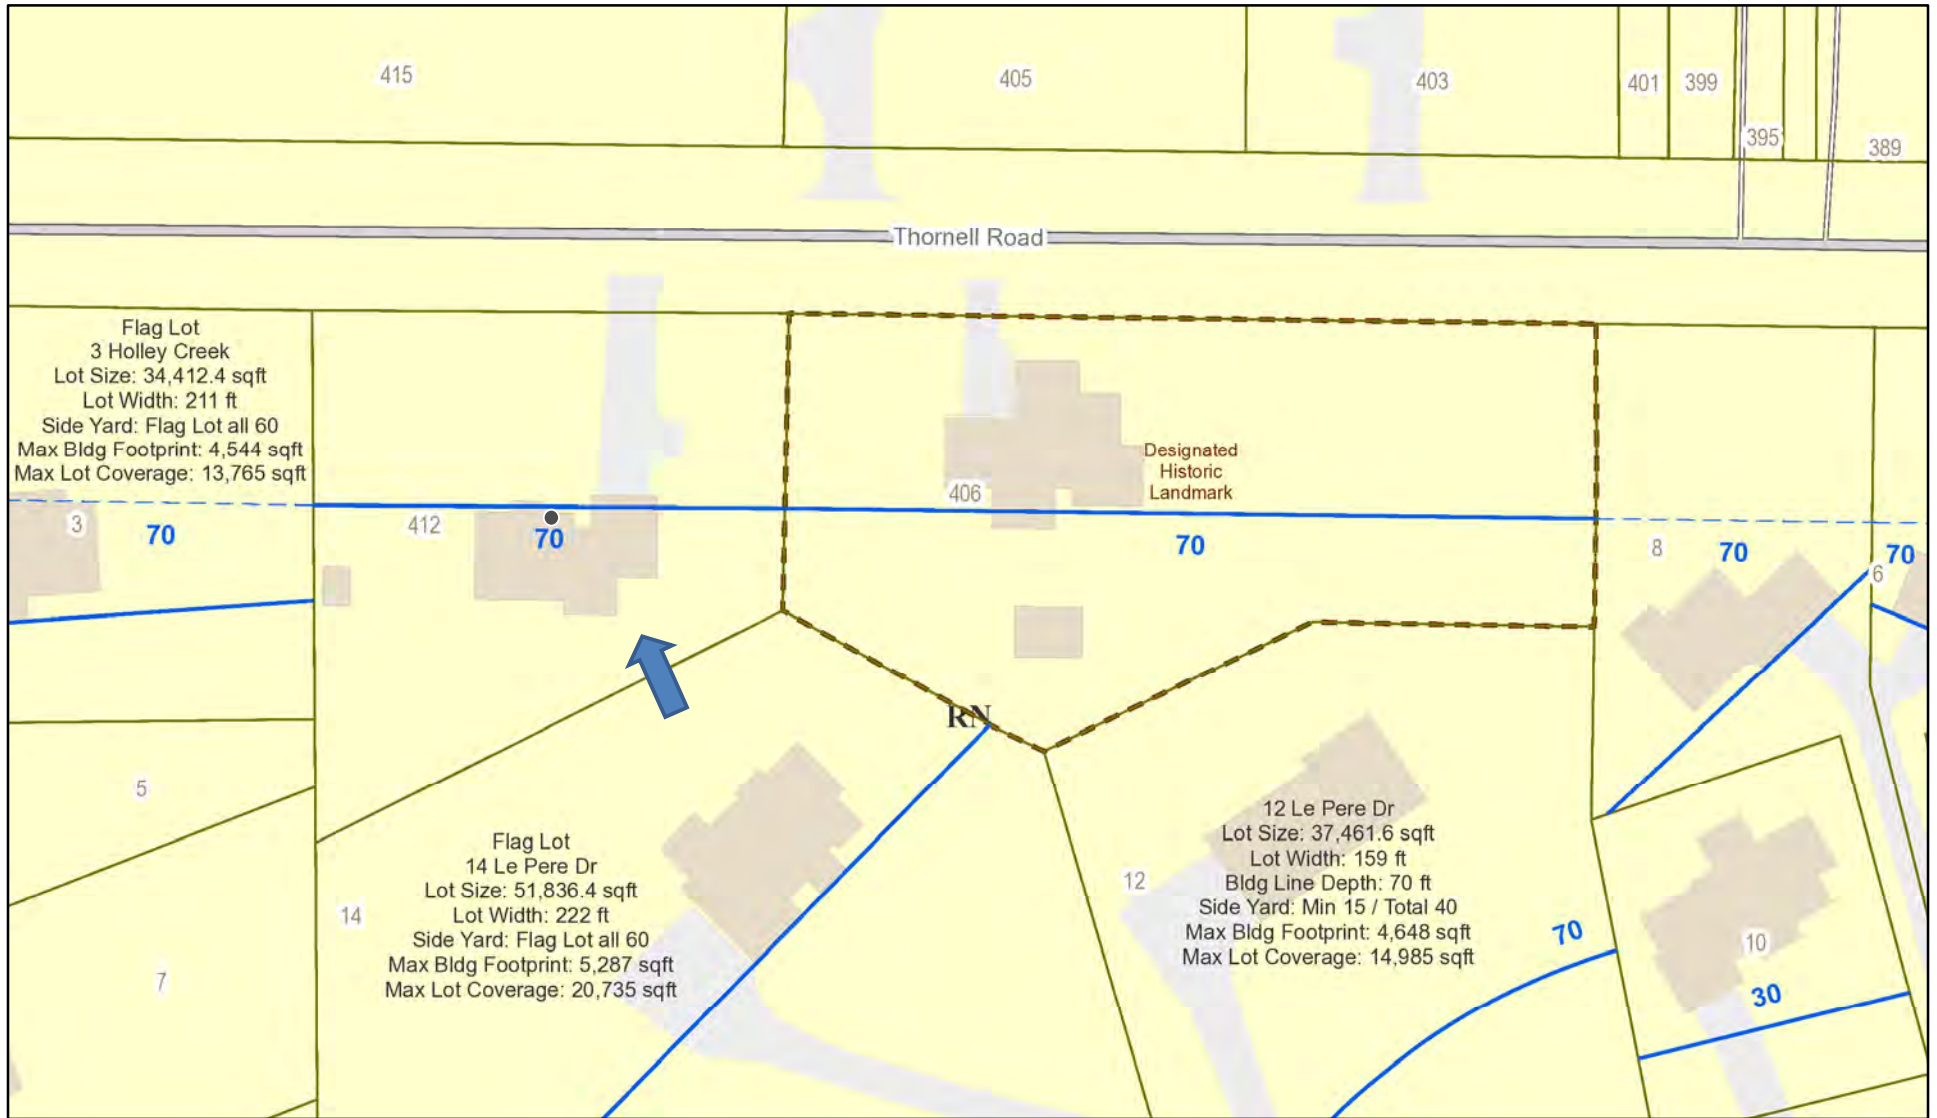 415
405
403
401
399
395
389
Thornell Road
Flag Lot
3 Holley Creek
Lot Size: 34,412.4 sqft
Lot Width: 211 ft
Side Yard: Flag Lot all 60
Max Bldg Footprint: 4,544 sqft
Max Lot Coverage: 13,765 sqft
Designated
Historic
Landmark
406
3
70
412
70
70
8
70
70
6
RN
5
Flag Lot
14 Le Pere Dr
Lot Size: 51,836.4 sqft
Lot Width: 222 ft
Side Yard: Flag Lot all 60
Max Bldg Footprint: 5,287 sqft
Max Lot Coverage: 20,735 sqft
12 Le Pere Dr
Lot Size: 37,461.6 sqft
Lot Width: 159 ft
Bldg Line Depth: 70 ft
Side Yard: Min 15 / Total 40
Max Bldg Footprint: 4,648 sqft
Max Lot Coverage: 14,985 sqft
12
14
7
70
10
30